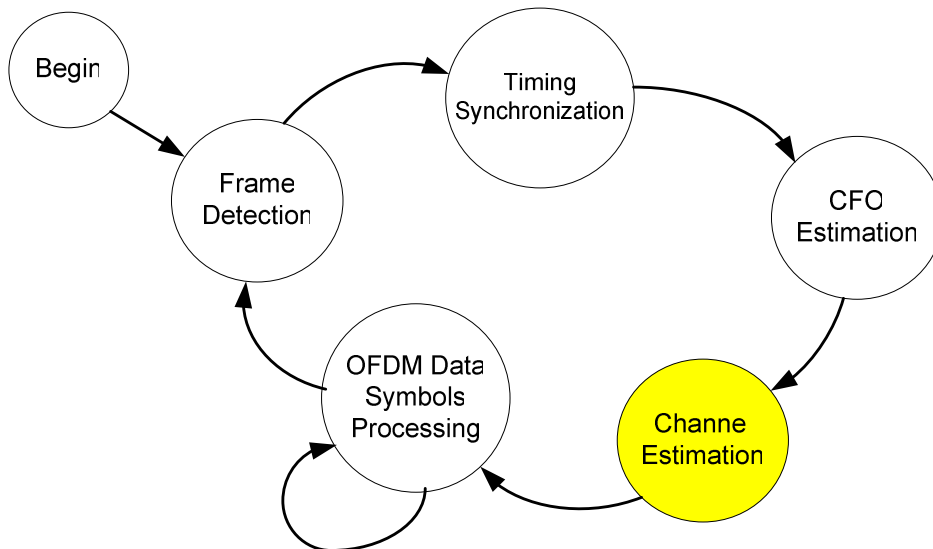 Begin
Timing
Synchronization
Frame
Detection
CFO
Estimation
OFDM Data
Symbols
Processing
Channe
Estimation